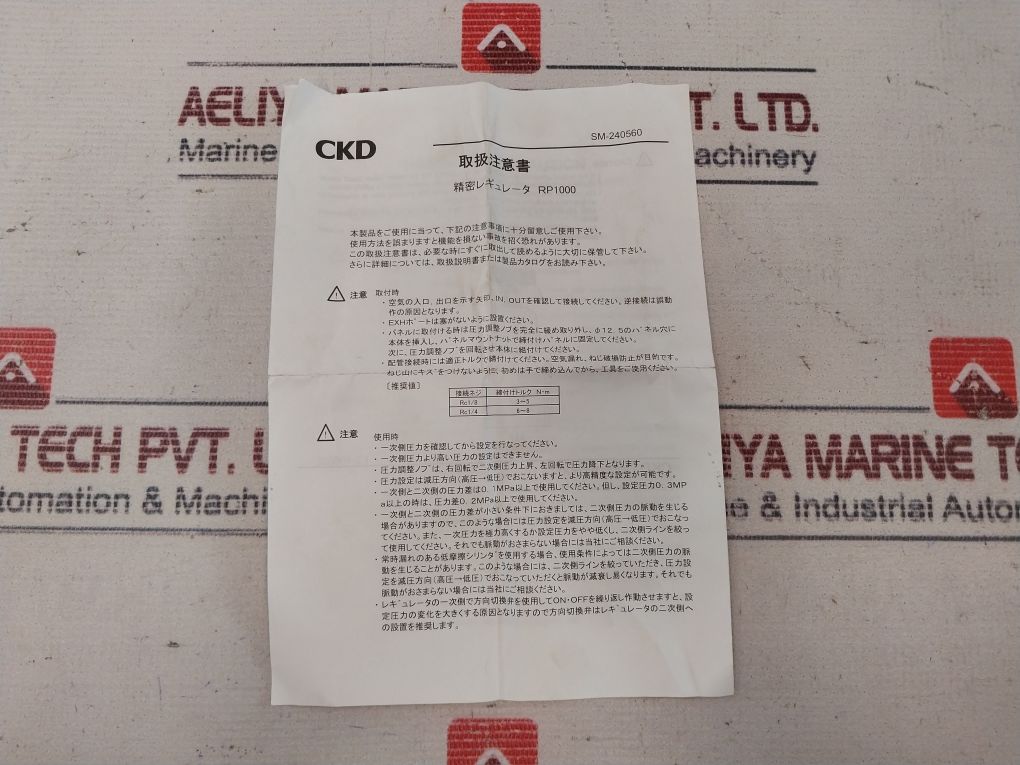 AELIYA MA
T. LTD.
Marine
achinery
CKD
SM-240560
取扱注意書
精密レギュレータ RP1000
本製品をご使用に当って、下記の注意事項に十分留意しご使用下さい。
使用方法を誤りますと機能を損ない事故を招く恐れがあります。
この取扱注意書は、必要な時にすぐに取出して読めるように大切に保管して下さい。
さらに詳細については、取扱説明書または製品カタログをお読み下さい。
注意 取付時
・空気の入口、出口を示す矢印、IN、OUTを確認して接続してください。逆接続は誤動
作の原因となります。
・EXHポートは塞がないように設置ください。
・パネルに取付ける時は圧力調整ノブを完全に緩め取り外し、φ12.5のパネル穴に
本体を挿入し、パネルマウントナットで締付けパネルに固定してください。
次に、圧力調整ノブを回転させ本体に組付けてください。
・配管接続時には適正トルクで締付けてください。空気漏れ、ねじ破損防止が目的です。
ねじ山にキズをつけないように、初めは手で締め込んでから、工具をご使用ください。
［推奨値］
接続ネジ 締付けトルク N・m
Rc1/8 3～5
Rc1/4 6～8
注意 使用時
・一次側圧力を確認してから設定を行なってください。
・一次側圧力より高い圧力の設定はできません。
・圧力調整ノブは、右回転で二次側圧力上昇、左回転で圧力降下となります。
・圧力設定は減圧方向(高圧→低圧)でおこないますと、より高精度な設定が可能です。
・一次側と二次側の圧力差は0.1MPa以上で使用してください。但し、設定圧力0.3MP
a以上の時は、圧力差0.2MPa以上で使用してください。
・一次側と二次側の圧力差が小さい条件下におきましては、二次側圧力の脈動を生じる
場合がありますので、このような場合には圧力設定を減圧方向(高圧→低圧)でおこなっ
てください。また、一次圧力を極力高くするか設定圧力をやや低くし、二次側ラインを絞っ
て使用してください。それでも脈動がおさまらない場合には当社にご相談ください。
・常時漏れのある低摩擦シリンダを使用する場合、使用条件によっては二次側圧力の脈
動を生じることがあります。このような場合には、二次側ラインを絞っていただき、圧力設
定を減圧方向(高圧→低圧)でおこなっていただくと脈動が減衰し易くなります。それでも
脈動がおさまらない場合には当社にご相談ください。
・レギュレータの一次側で方向切換弁を使用してON・OFFを繰り返し作動させますと、設
定圧力の変化を大きくする原因となりますので方向切換弁はレギュレータの二次側へ
の設置を推奨します。
TECH PVT. L
IYA MARINE TE
tomation & Machin
e & Industrial Autom